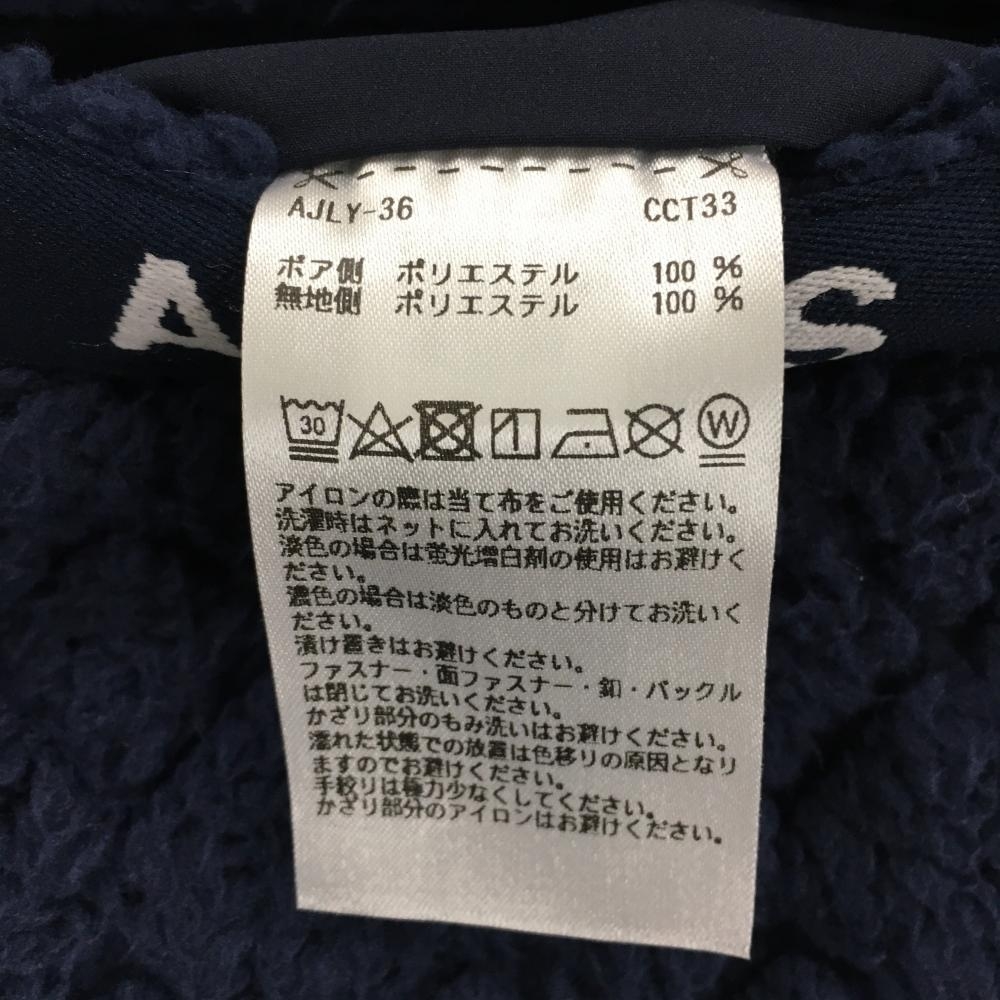 AJLY-36 CCT33
ボア側 ポリエステル 100 %
無地側 ポリエステル 100 %
A S
30 W
アイロンの際は当て布をご使用ください。
洗濯時はネットに入れてお洗いください。
淡色の場合は蛍光増白剤の使用はお避けく
ださい。
濃色の場合は淡色のものと分けてお洗いく
ださい。
漬け置きはお避けください。
ファスナー・面ファスナー・釦・バックル
は閉じてお洗いください。
かざり部分のもみ洗いはお避けください。
濡れた状態での放置は色移りの原因となり
ますのでお避けください。
手絞りは極力少なくしてください。
かざり部分のアイロンはお避けください。